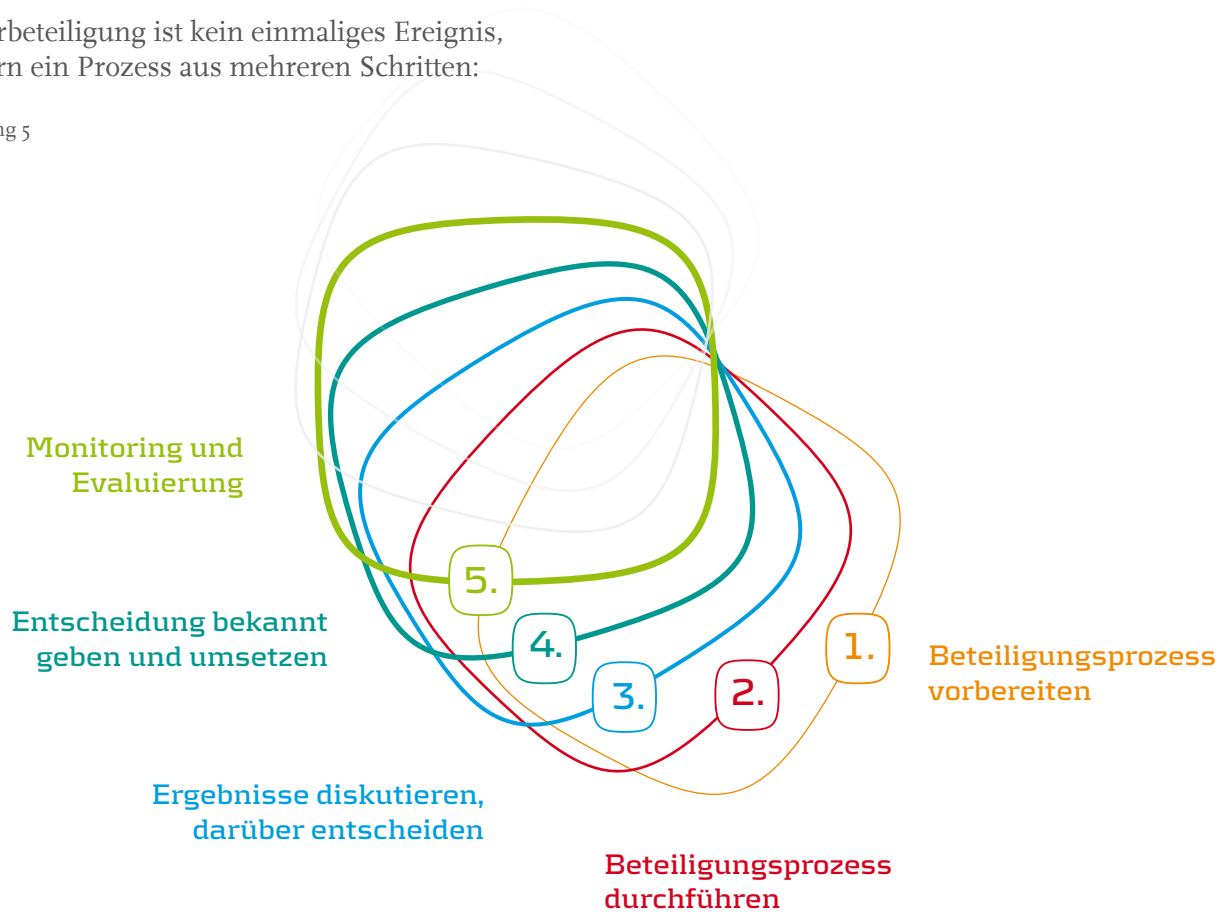 rbeteiligung ist kein einmaliges Ereignis,
rn ein Prozess aus mehreren Schritten:
ng 5
Monitoring und
Evaluierung
5.
Entscheidung bekannt
geben und umsetzen
4.
1.
Beteiligungsprozess
vorbereiten
3.
2.
Ergebnisse diskutieren,
darüber entscheiden
Beteiligungsprozess
durchführen